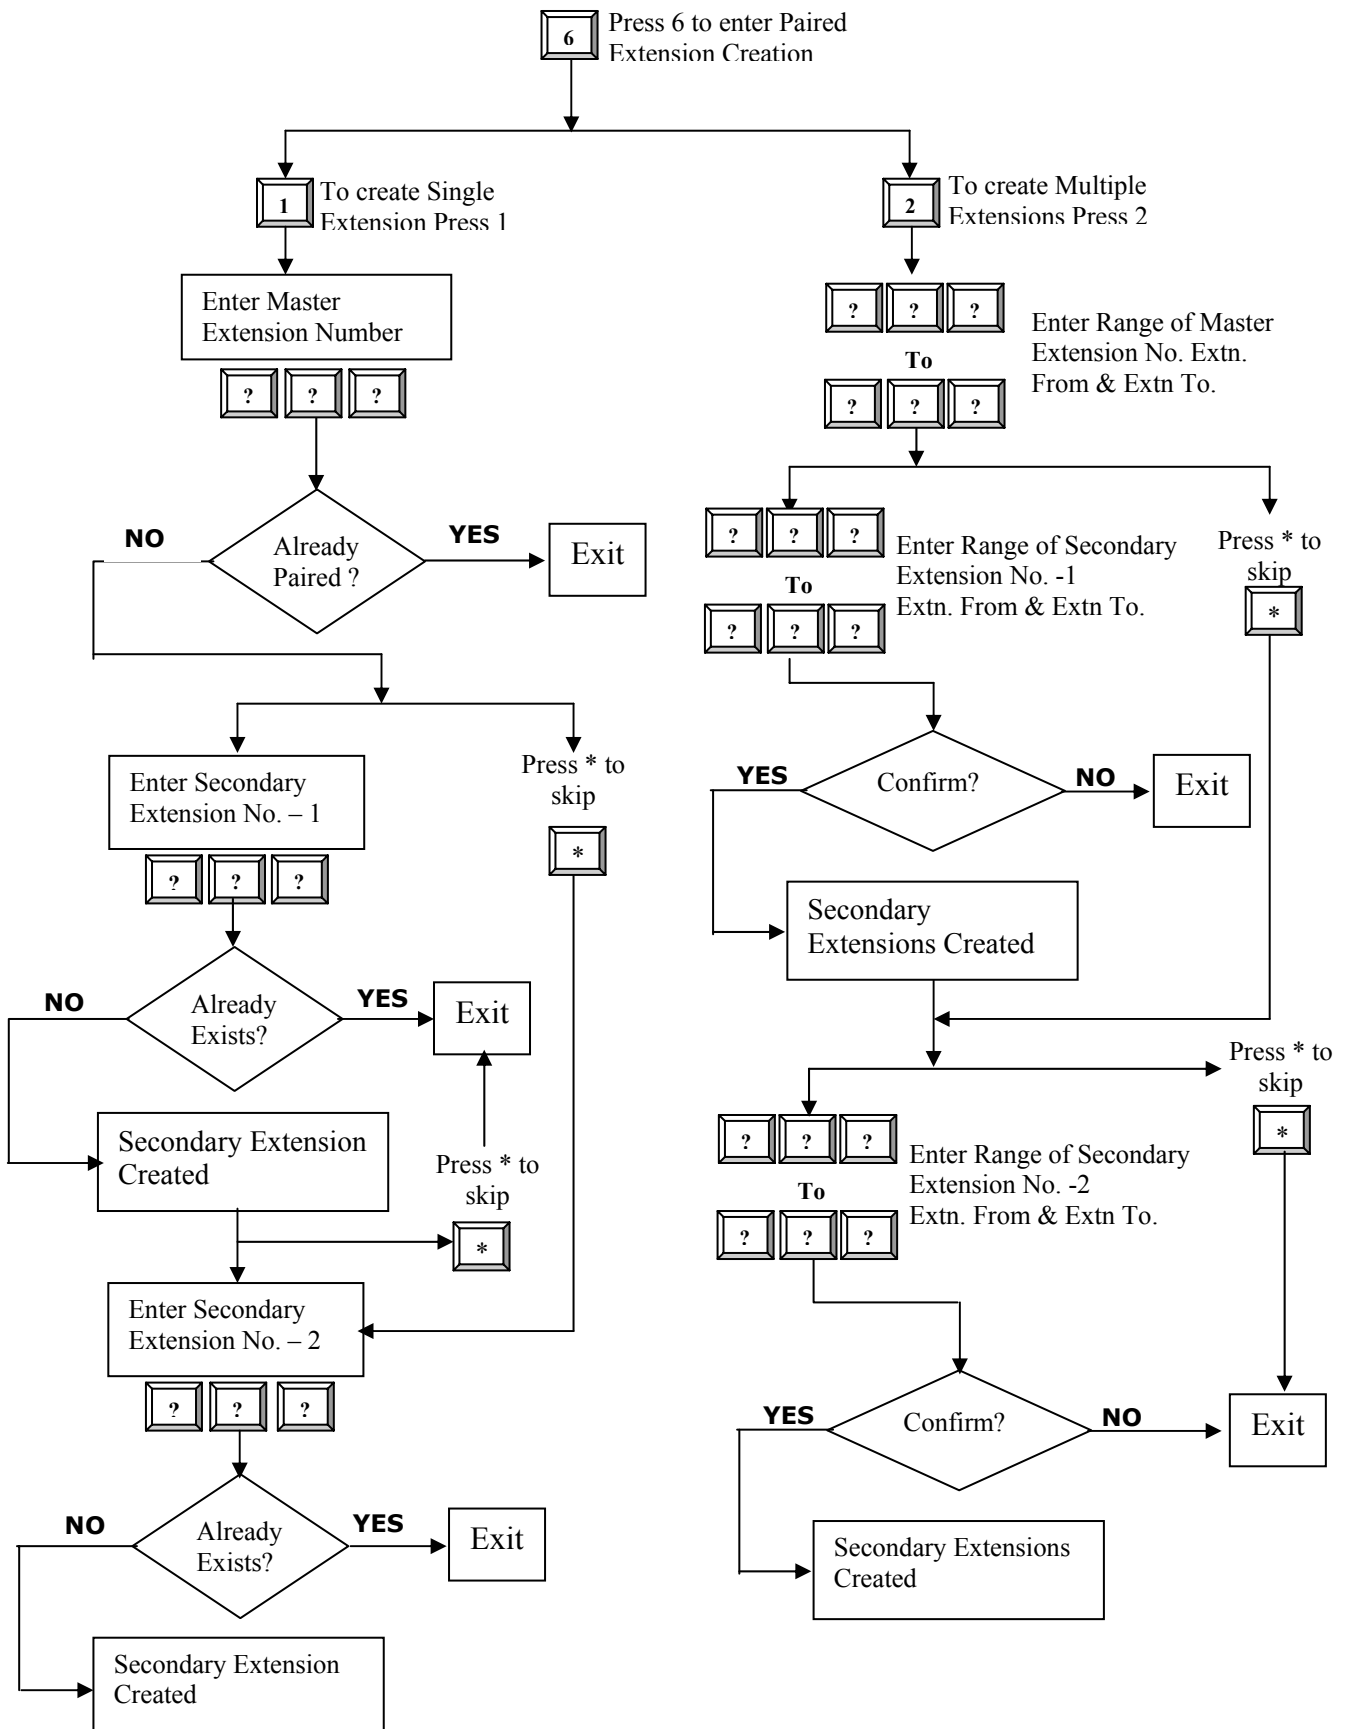 6
Press 6 to enter Paired
Extension Creation
1
To create Single
Extension Press 1
2
To create Multiple
Extensions Press 2
Enter Master
Extension Number
? ? ?
? ? ?
To
? ? ?
Enter Range of Master
Extension No. Extn.
From & Extn To.
NO
Already
Paired ?
YES
Exit
? ? ?
To
? ? ?
Enter Range of Secondary
Extension No. -1
Extn. From & Extn To.
Press * to
skip
*
Enter Secondary
Extension No. – 1
? ? ?
Press * to
skip
*
YES
Confirm?
NO
Exit
Secondary
Extensions Created
NO
Already
Exists?
YES
Exit
Secondary Extension
Created
Press * to
skip
*
Press * to
skip
*
? ? ?
To
? ? ?
Enter Range of Secondary
Extension No. -2
Extn. From & Extn To.
Enter Secondary
Extension No. – 2
? ? ?
YES
Confirm?
NO
Exit
NO
Already
Exists?
YES
Exit
Secondary Extensions
Created
Secondary Extension
Created